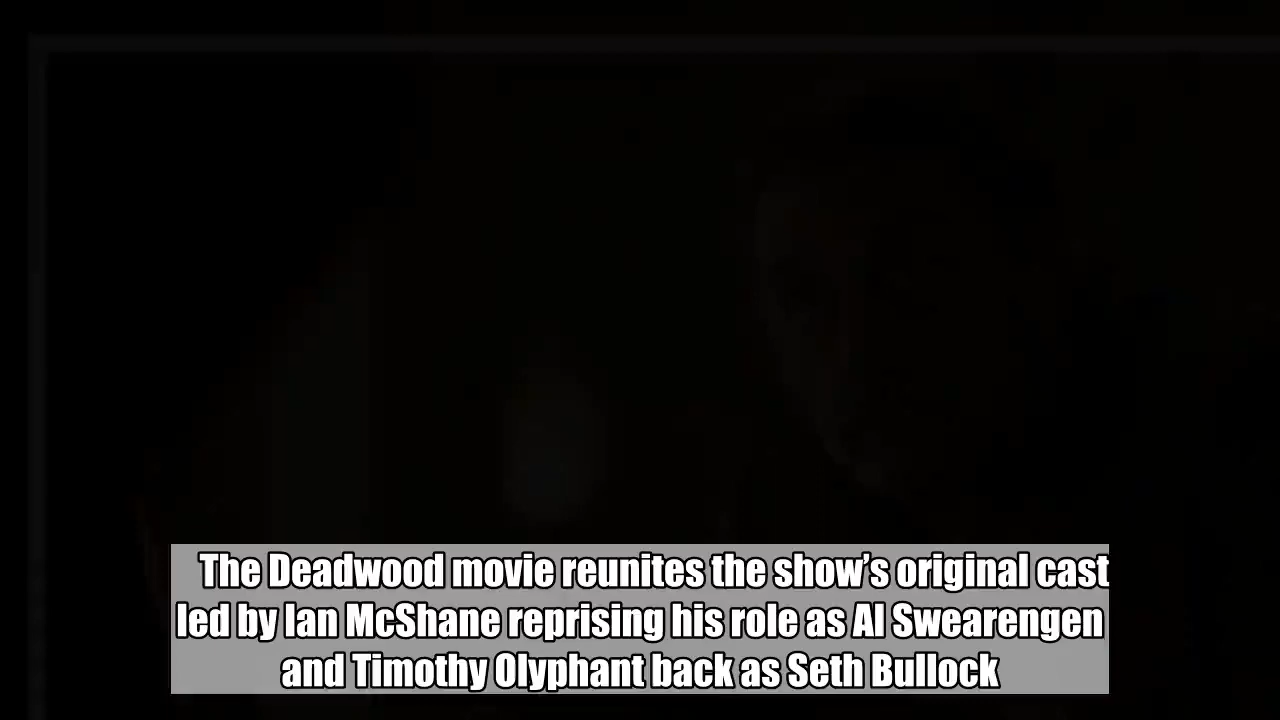 The Deadwood movie reunites the show’s original cast
led by Ian McShane reprising his role as Al Swearengen
and Timothy Olyphant back as Seth Bullock